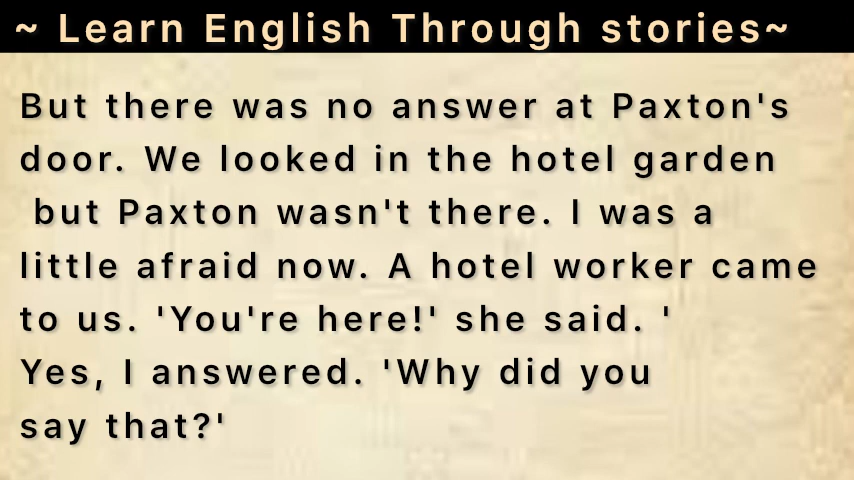 ~ Learn English Through stories~
But there was no answer at Paxton's
door. We looked in the hotel garden
but Paxton wasn't there. I was a
little afraid now. A hotel worker came
to us. 'You're here!' she said. '
Yes, I answered. 'Why did you
say that?'